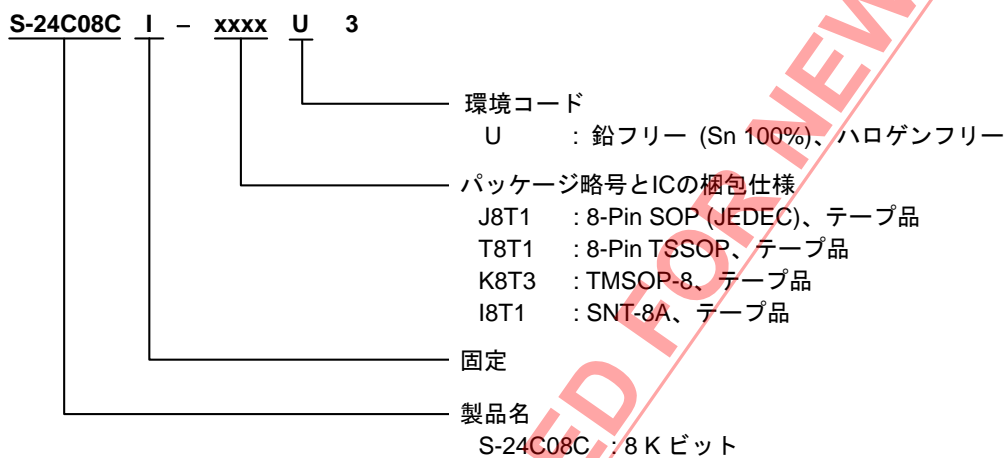 S-24C08C I – xxxx U 3
環境コード
U : 鉛フリー (Sn 100%)、ハロゲンフリー
パッケージ略号とICの梱包仕様
J8T1 : 8-Pin SOP (JEDEC)、テープ品
T8T1 : 8-Pin TSSOP、テープ品
K8T3 : TMSOP-8、テープ品
I8T1 : SNT-8A、テープ品
固定
製品名
S-24C08C : 8 K ビット
ED FOR NEW